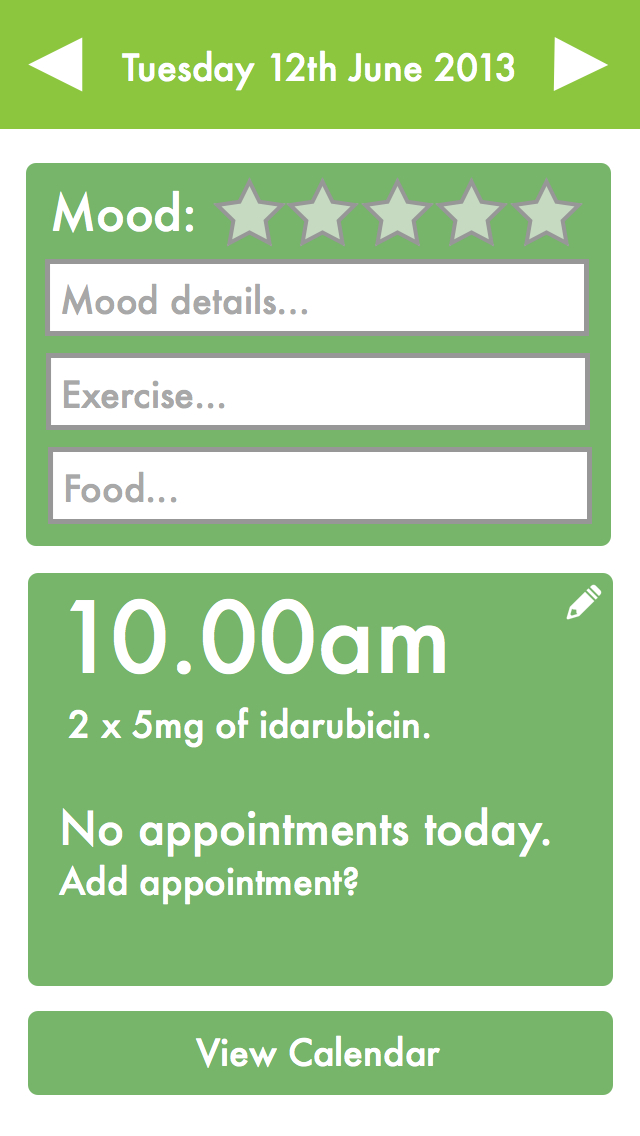 Tuesday 12th June 2013
Mood:
Mood details...
Exercise...
Food...
10.00am
2 x 5mg of idarubicin.
No appointments today.
Add appointment?
View Calendar